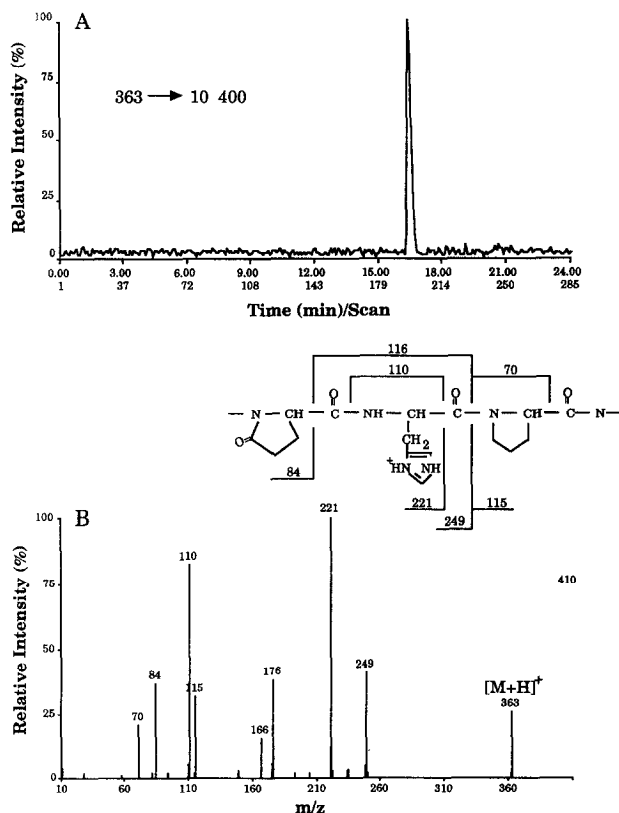 A
Relative Intensity (%)
100
75
50
25
0
363 → 10 400
0.00 3.00 6.00 9.00 12.00 15.00 18.00 21.00 24.00
1 37 72 108 143 179 214 250 285
Time (min)/Scan
116
110
70
O O O
— N — CH — C — NH — CH — C — N — CH — C — N —
O CH2
+ HN NH
84
221
115
249
B
Relative Intensity (%)
100
75
50
25
0
221
110
410
84
115
176
249
[M+H]+
363
70
166
10 60 110 160 210 260 310 360
m/z